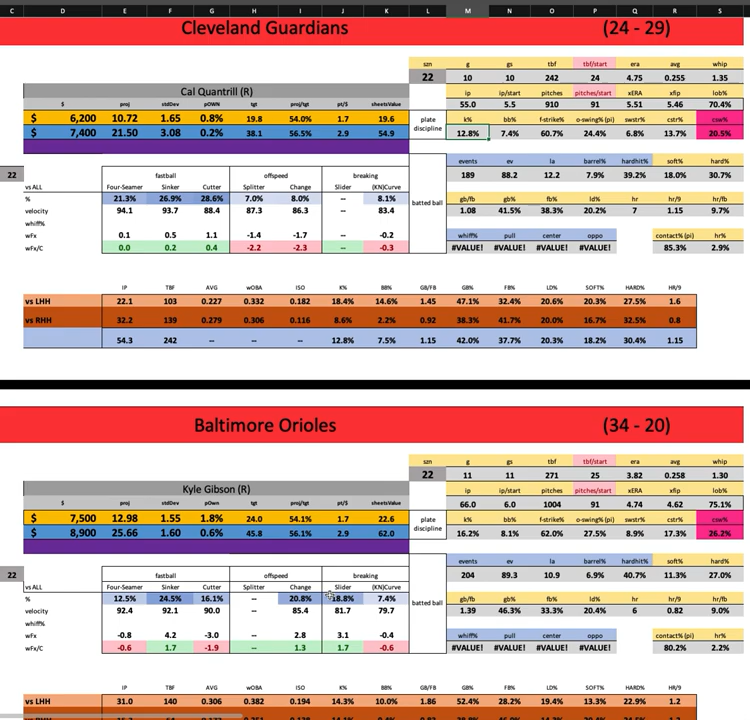 C D E F G H I J K L M N O P Q R S
Cleveland Guardians (24 - 29)
szn g gs tbf tbf/start era avg whip
22 10 10 242 24 4.75 0.255 1.35
Cal Quantrill (R) ip ip/start pitches pitches/start xERA xfip lob%
$ proj stdDev pOWN tgt proj/tgt pt/$ sheetsValue 55.0 5.5 910 91 5.51 5.46 70.4%
$ 6,200 10.72 1.65 0.8% 19.8 54.0% 1.7 19.6 plate discipline k% bb% f-strike% o-swing% (pi) swstr% cstr% csw%
$ 7,400 21.50 3.08 0.2% 38.1 56.5% 2.9 54.9 12.8% 7.4% 60.7% 24.4% 6.8% 13.7% 20.5%
events ev la barrel% hardhit% soft% hard%
22 fastball offspeed breaking 189 88.2 12.2 7.9% 39.2% 18.0% 30.7%
vs ALL Four-Seamer Sinker Cutter Splitter Change Slider (KN)Curve
% 21.3% 26.9% 28.6% 7.0% 8.0% -- 8.1% batted ball gb/fb gb% fb% ld% hr hr/9 hr/fb
velocity 94.1 93.7 88.4 87.3 86.3 -- 83.4 1.08 41.5% 38.3% 20.2% 7 1.15 9.7%
whiff%
wFx 0.1 0.5 1.1 -1.4 -1.7 -- -0.2 whiff% pull center oppo contact% (pi) hr%
wFx/C 0.0 0.2 0.4 -2.2 -2.3 -- -0.3 #VALUE! #VALUE! #VALUE! #VALUE! 85.3% 2.9%
IP TBF AVG wOBA ISO K% BB% GB/FB GB% FB% LD% SOFT% HARD% HR/9
vs LHH 22.1 103 0.227 0.332 0.182 18.4% 14.6% 1.45 47.1% 32.4% 20.6% 20.3% 27.5% 1.6
vs RHH 32.2 139 0.279 0.306 0.116 8.6% 2.2% 0.92 38.3% 41.7% 20.0% 16.7% 32.5% 0.8
54.3 242 -- -- -- 12.8% 7.5% 1.15 42.0% 37.7% 20.3% 18.2% 30.4% 1.15
Baltimore Orioles (34 - 20)
szn g gs tbf tbf/start era avg whip
22 11 11 271 25 3.82 0.258 1.30
Kyle Gibson (R) ip ip/start pitches pitches/start xERA xfip lob%
$ proj stdDev pOwn tgt proj/tgt pt/$ sheetsValue 66.0 6.0 1004 91 4.74 4.62 75.1%
$ 7,500 12.98 1.55 1.8% 24.0 54.1% 1.7 22.6 plate discipline k% bb% f-strike% o-swing% (pi) swstr% cstr% csw%
$ 8,900 25.66 1.60 0.6% 45.8 56.1% 2.9 62.0 16.2% 8.1% 62.0% 27.5% 8.9% 17.3% 26.2%
events ev la barrel% hardhit% soft% hard%
22 fastball offspeed breaking 204 89.3 10.9 6.9% 40.7% 11.3% 27.0%
vs ALL Four-Seamer Sinker Cutter Splitter Change Slider (KN)Curve
% 12.5% 24.5% 16.1% -- 20.8% 18.8% 7.4% batted ball gb/fb gb% fb% ld% hr hr/9 hr/fb
velocity 92.4 92.1 90.0 -- 85.4 81.7 79.7 1.39 46.3% 33.3% 20.4% 6 0.82 9.0%
whiff%
wFx -0.8 4.2 -3.0 -- 2.8 3.1 -0.4 whiff% pull center oppo contact% (pi) hr%
wFx/C -0.6 1.7 -1.9 -- 1.3 1.7 -0.6 #VALUE! #VALUE! #VALUE! #VALUE! 80.2% 2.2%
IP TBF AVG wOBA ISO K% BB% GB/FB GB% FB% LD% SOFT% HARD% HR/9
vs LHH 31.0 140 0.306 0.382 0.194 14.3% 10.0% 1.86 52.4% 28.2% 19.4% 13.3% 22.9% 1.2